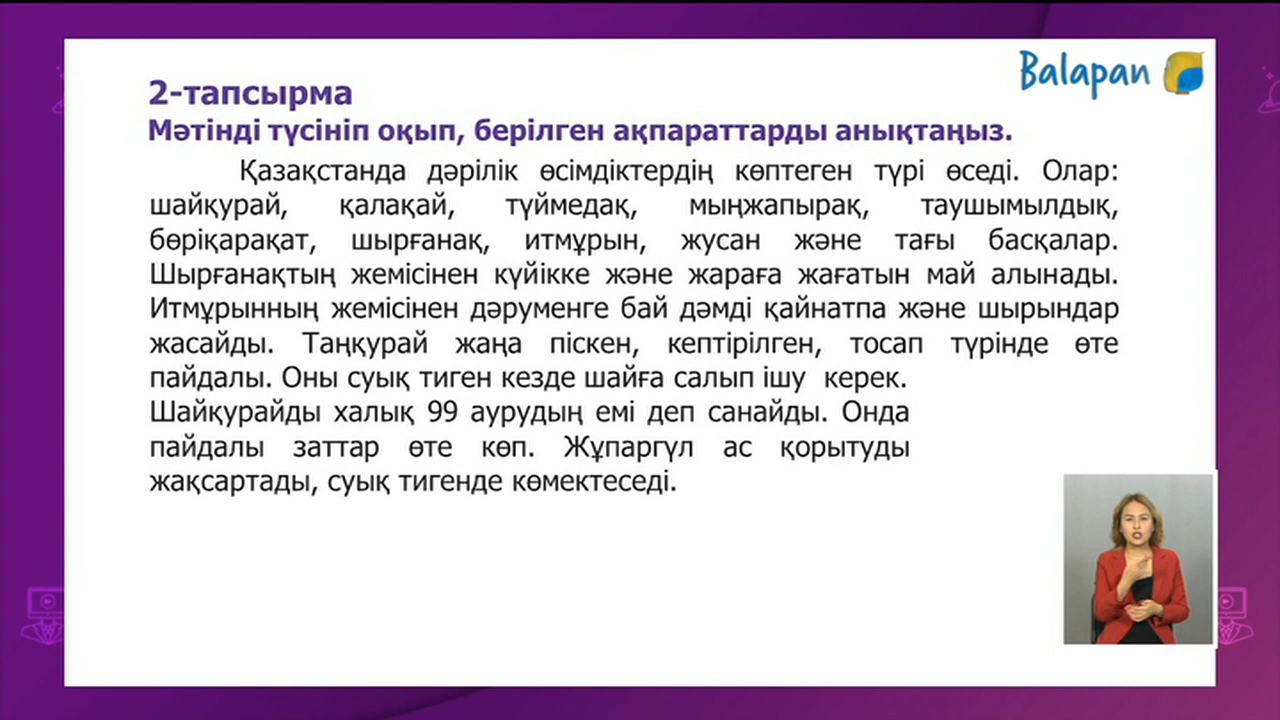 Balapan
2-тапсырма
Мәтінді түсініп оқып, берілген ақпараттарды анықтаңыз.
Қазақстанда дәрілік өсімдіктердің көптеген түрі өседі. Олар:
шайқурай, қалақай, түймедақ, мыңжапырақ, таушымылдық,
бөріқарақат, шырғанақ, итмұрын, жусан және тағы басқалар.
Шырғанақтың жемісінен күйікке және жараға жағатын май алынады.
Итмұрынның жемісінен дәруменге бай дәмді қайнатпа және шырындар
жасайды. Таңқурай жаңа піскен, кептірілген, тосап түрінде өте
пайдалы. Оны суық тиген кезде шайға салып ішу керек.
Шайқурайды халық 99 аурудың емі деп санайды. Онда
пайдалы заттар өте көп. Жұпаргүл ас қорытуды
жақсартады, суық тигенде көмектеседі.